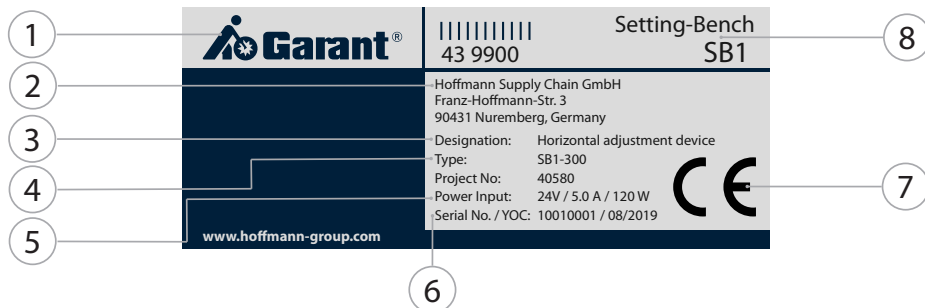 1
Garant®
43 9900
Setting-Bench
SB1
8
2
Hoffmann Supply Chain GmbH
Franz-Hoffmann-Str. 3
90431 Nuremberg, Germany
3
Designation: Horizontal adjustment device
4
Type: SB1-300
Project No: 40580
CE
7
5
Power Input: 24V / 5.0 A / 120 W
Serial No. / YOC: 10010001 / 08/2019
www.hoffmann-group.com
6